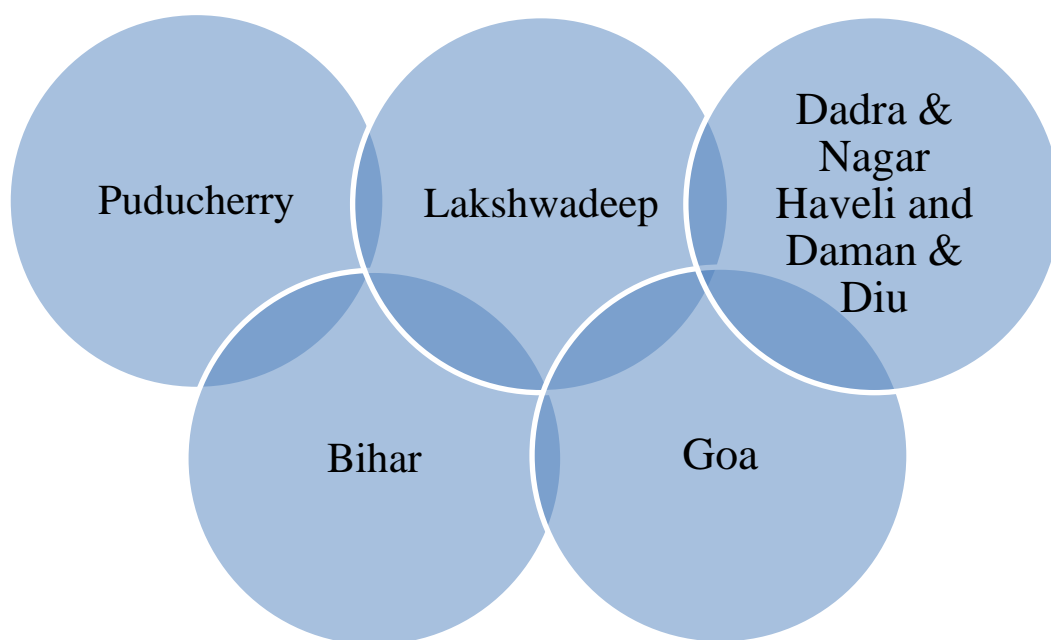 Puducherry
Lakshwadeep
Dadra &
Nagar
Haveli and
Daman &
Diu
Bihar
Goa